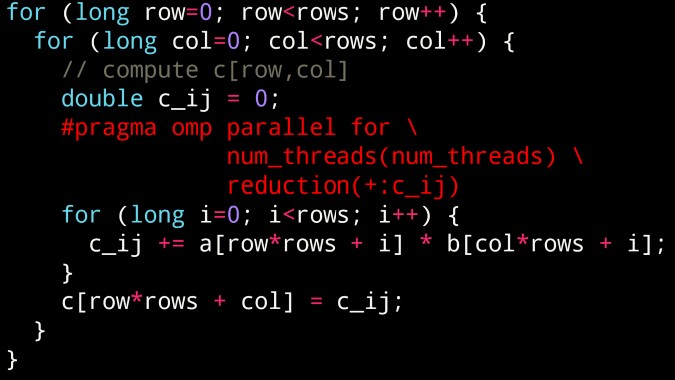 for (long row=0; row<rows; row++) {
  for (long col=0; col<rows; col++) {
    // compute c[row,col]
    double c_ij = 0;
    #pragma omp parallel for \
                num_threads(num_threads) \
                reduction(+:c_ij)
    for (long i=0; i<rows; i++) {
      c_ij += a[row*rows + i] * b[col*rows + i];
    }
    c[row*rows + col] = c_ij;
  }
}